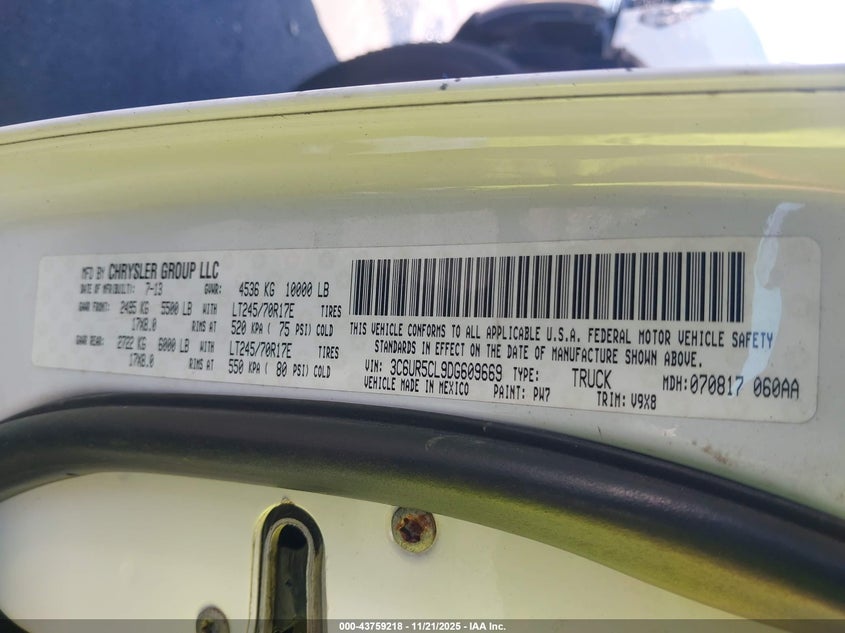 MFD BY CHRYSLER GROUP LLC
DATE OF MFR(BUILT): 7-13 GVWR: 4536 KG 10000 LB
GAWR FRONT: 2495 KG 5500 LB WITH LT245/70R17E TIRES
17X8.0 RIMS AT 520 KPA ( 75 PSI) COLD
GAWR REAR: 2722 KG 6000 LB WITH LT245/70R17E TIRES
17X8.0 RIMS AT 550 KPA ( 80 PSI) COLD
THIS VEHICLE CONFORMS TO ALL APPLICABLE U.S.A. FEDERAL MOTOR VEHICLE SAFETY
STANDARDS IN EFFECT ON THE DATE OF MANUFACTURE SHOWN ABOVE.
VIN: 3C6UR5CL9DG609669 TYPE: TRUCK MDH: 070817 060AA
VEHICLE MADE IN MEXICO PAINT: PW7 TRIM: V9X8
000-43759218 - 11/21/2025 - IAA Inc.